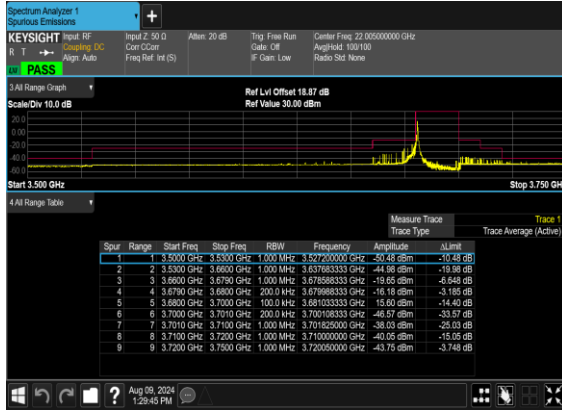 Spectrum Analyzer 1
Spurious Emissions
+
KEYSIGHT Input: RF Input Z: 50 Ω Atten: 20 dB Trig: Free Run Center Freq: 22.005000000 GHz
R T Coupling: DC Corr CCorr Gate: Off Avg|Hold: 100/100
Align: Auto Freq Ref: Int (S) IF Gain: Low Radio Std: None
PASS
3 All Range Graph Ref Lvl Offset 18.87 dB
Scale/Div 10.0 dB Ref Value 30.00 dBm
20.0
0.00
-20.0
-40.0
-60.0
Start 3.500 GHz Stop 3.750 GH
4 All Range Table
Measure Trace Trace 1
Trace Type Trace Average (Active)
Spur Range Start Freq Stop Freq RBW Frequency Amplitude ΔLimit
1 1 3.5000 GHz 3.5300 GHz 1.000 MHz 3.527200000 GHz -50.48 dBm -10.48 dB
2 2 3.5300 GHz 3.6600 GHz 1.000 MHz 3.637683333 GHz -44.98 dBm -19.98 dB
3 3 3.6600 GHz 3.6790 GHz 1.000 MHz 3.678588333 GHz -19.65 dBm -6.648 dB
4 4 3.6790 GHz 3.6800 GHz 200.0 kHz 3.679988333 GHz -16.18 dBm -3.185 dB
5 5 3.6800 GHz 3.7000 GHz 100.0 kHz 3.681033333 GHz 15.60 dBm -14.40 dB
6 6 3.7000 GHz 3.7010 GHz 200.0 kHz 3.700108333 GHz -46.57 dBm -33.57 dB
7 7 3.7010 GHz 3.7100 GHz 1.000 MHz 3.701825000 GHz -38.03 dBm -25.03 dB
8 8 3.7100 GHz 3.7200 GHz 1.000 MHz 3.710000000 GHz -40.05 dBm -15.05 dB
9 9 3.7200 GHz 3.7500 GHz 1.000 MHz 3.720050000 GHz -43.75 dBm -3.748 dB
? Aug 09, 2024
1:29:45 PM